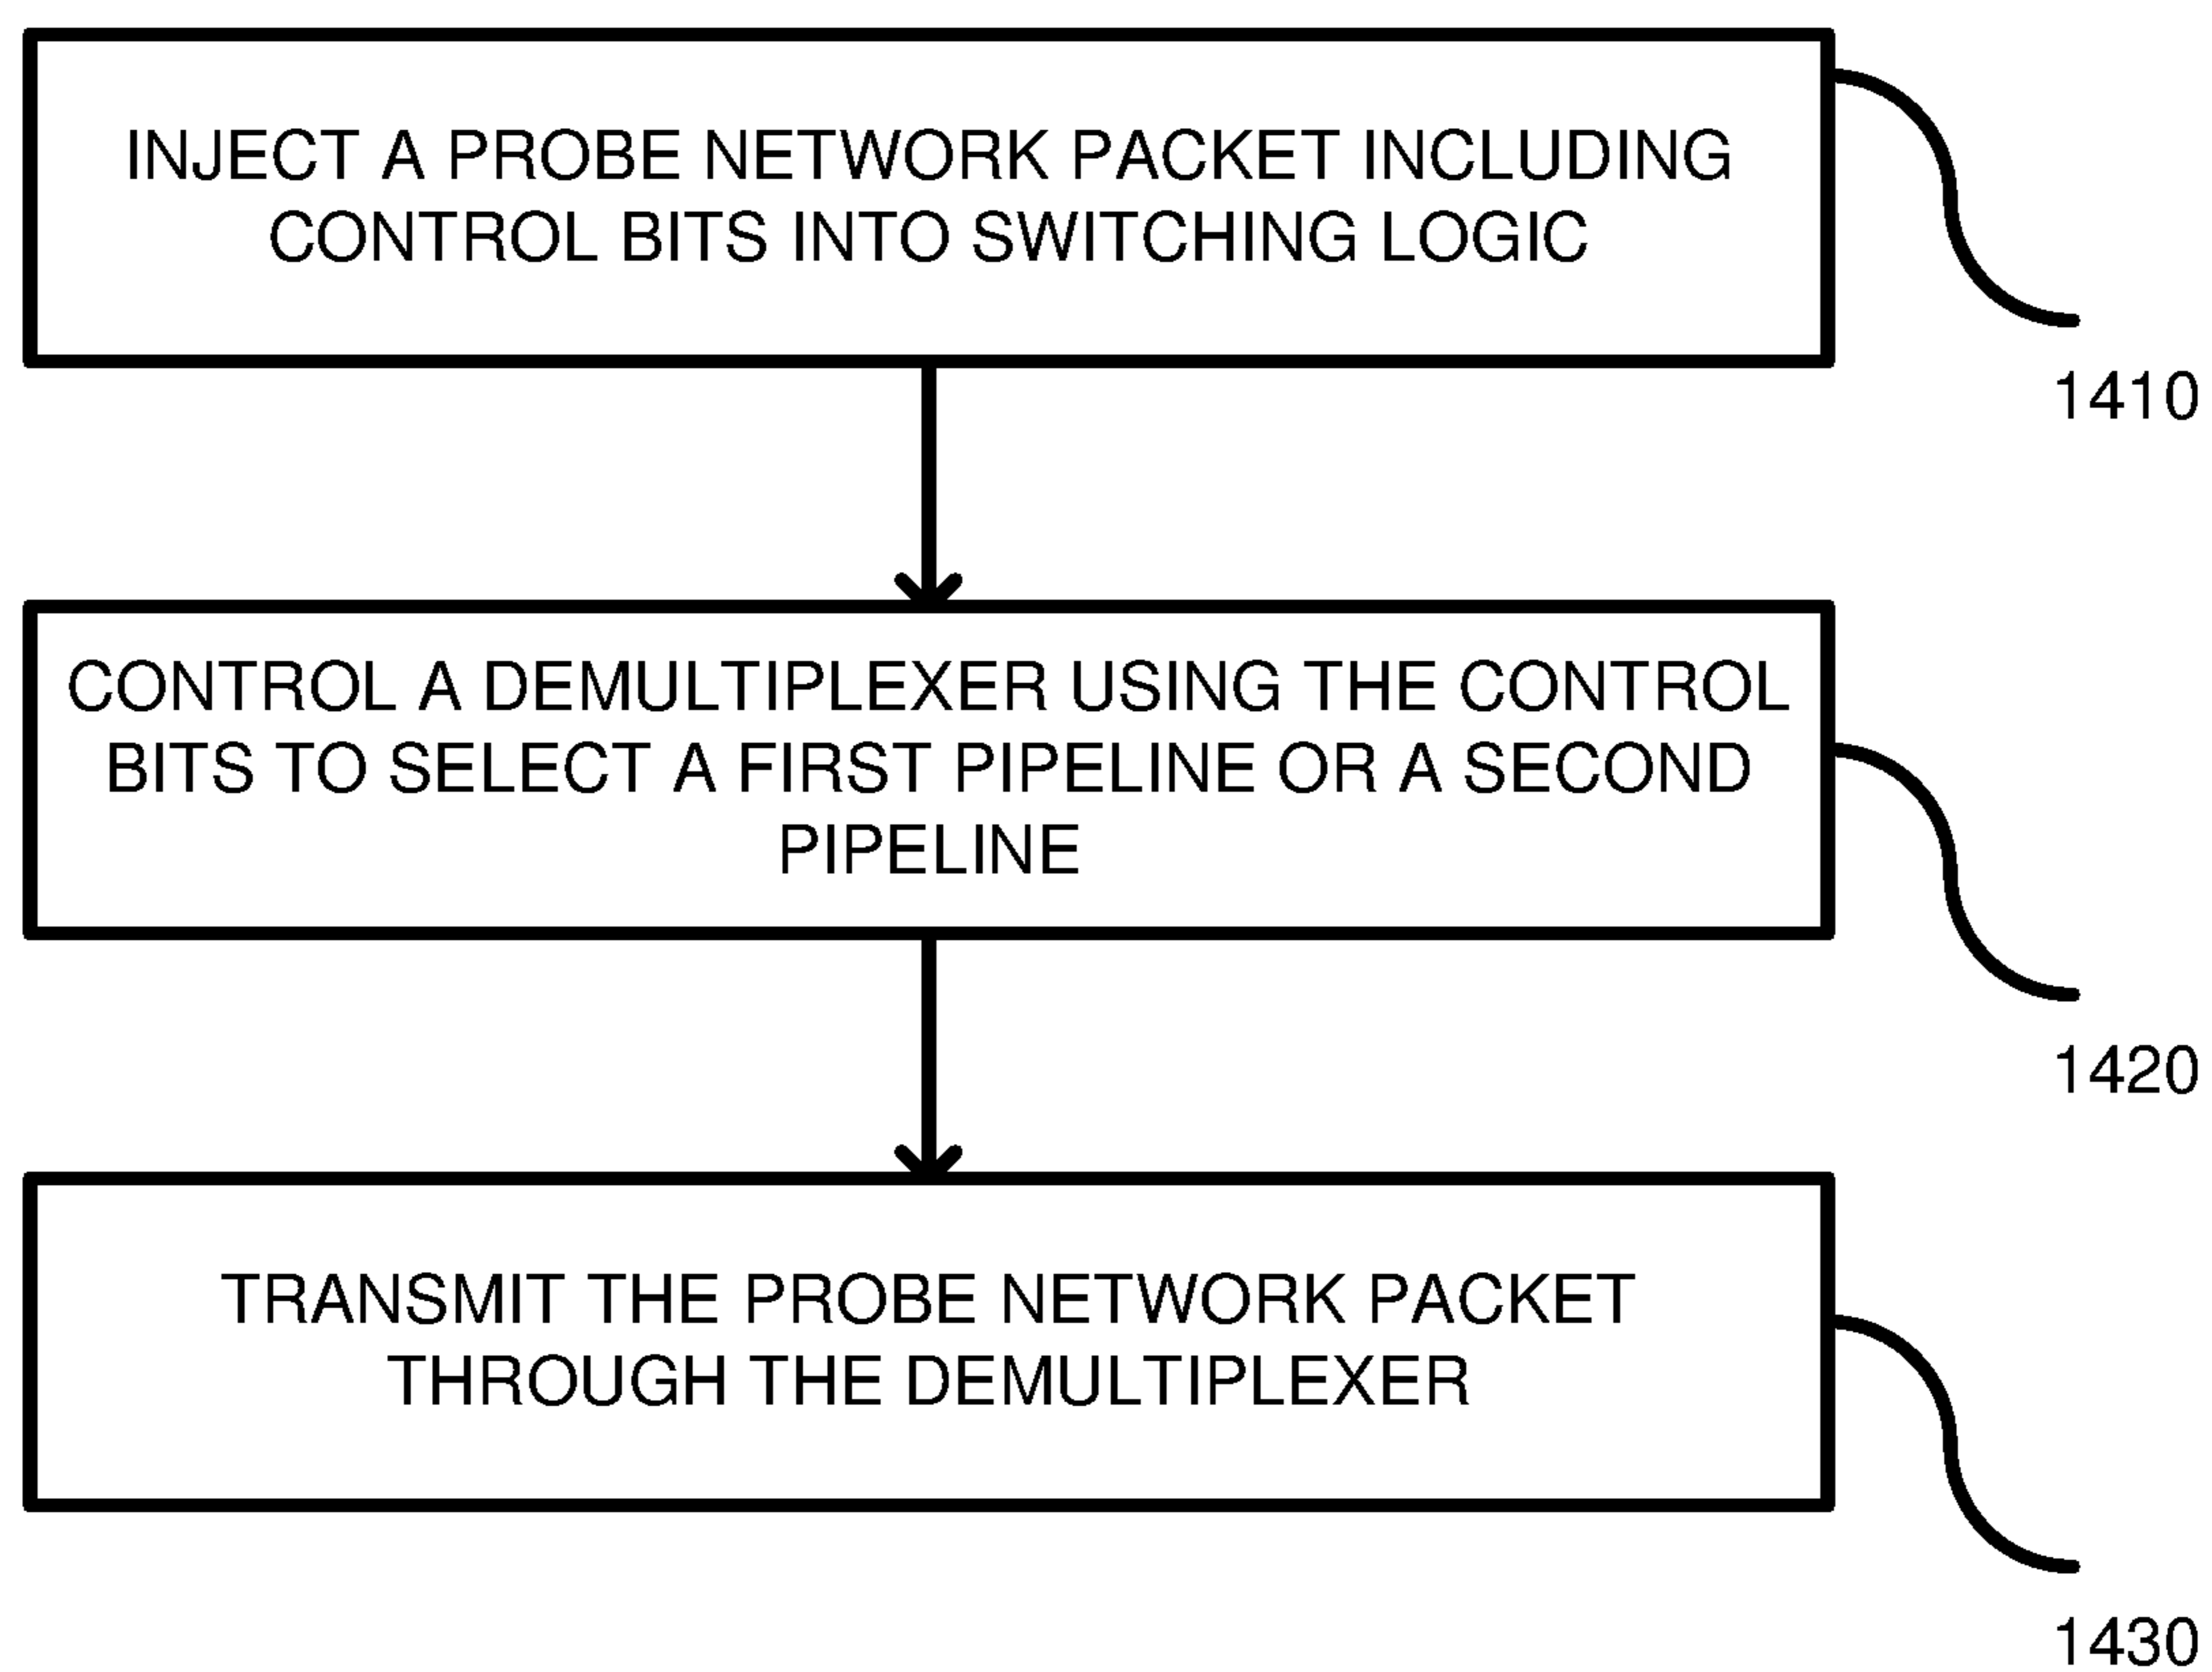 INJECT A PROBE NETWORK PACKET INCLUDING
CONTROL BITS INTO SWITCHING LOGIC
1410
CONTROL A DEMULTIPLEXER USING THE CONTROL
BITS TO SELECT A FIRST PIPELINE OR A SECOND
PIPELINE
1420
TRANSMIT THE PROBE NETWORK PACKET
THROUGH THE DEMULTIPLEXER
1430